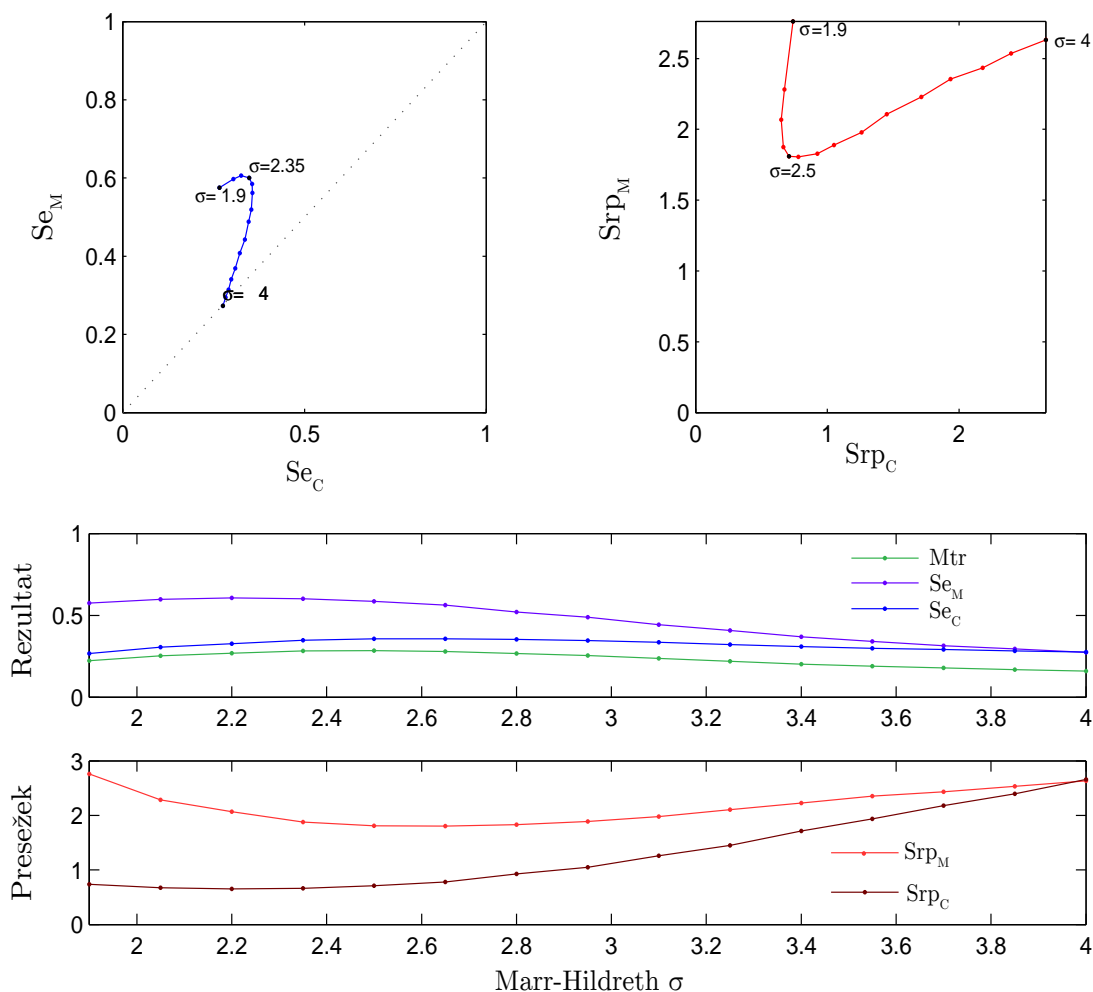 1
0.8
0.6
0.4
0.2
0
0
0.5
1
Se_M
Se_C
σ=2.35
σ= 1.9
σ= 4
2.5
2
1.5
1
0.5
0
0
1
2
Srp_M
Srp_C
σ=1.9
σ= 4
σ=2.5
1
0.5
0
Rezultat
Mtr
Se_M
Se_C
2
2.2
2.4
2.6
2.8
3
3.2
3.4
3.6
3.8
4
3
2
1
0
Presežek
Srp_M
Srp_C
2
2.2
2.4
2.6
2.8
3
3.2
3.4
3.6
3.8
4
Marr-Hildreth σ